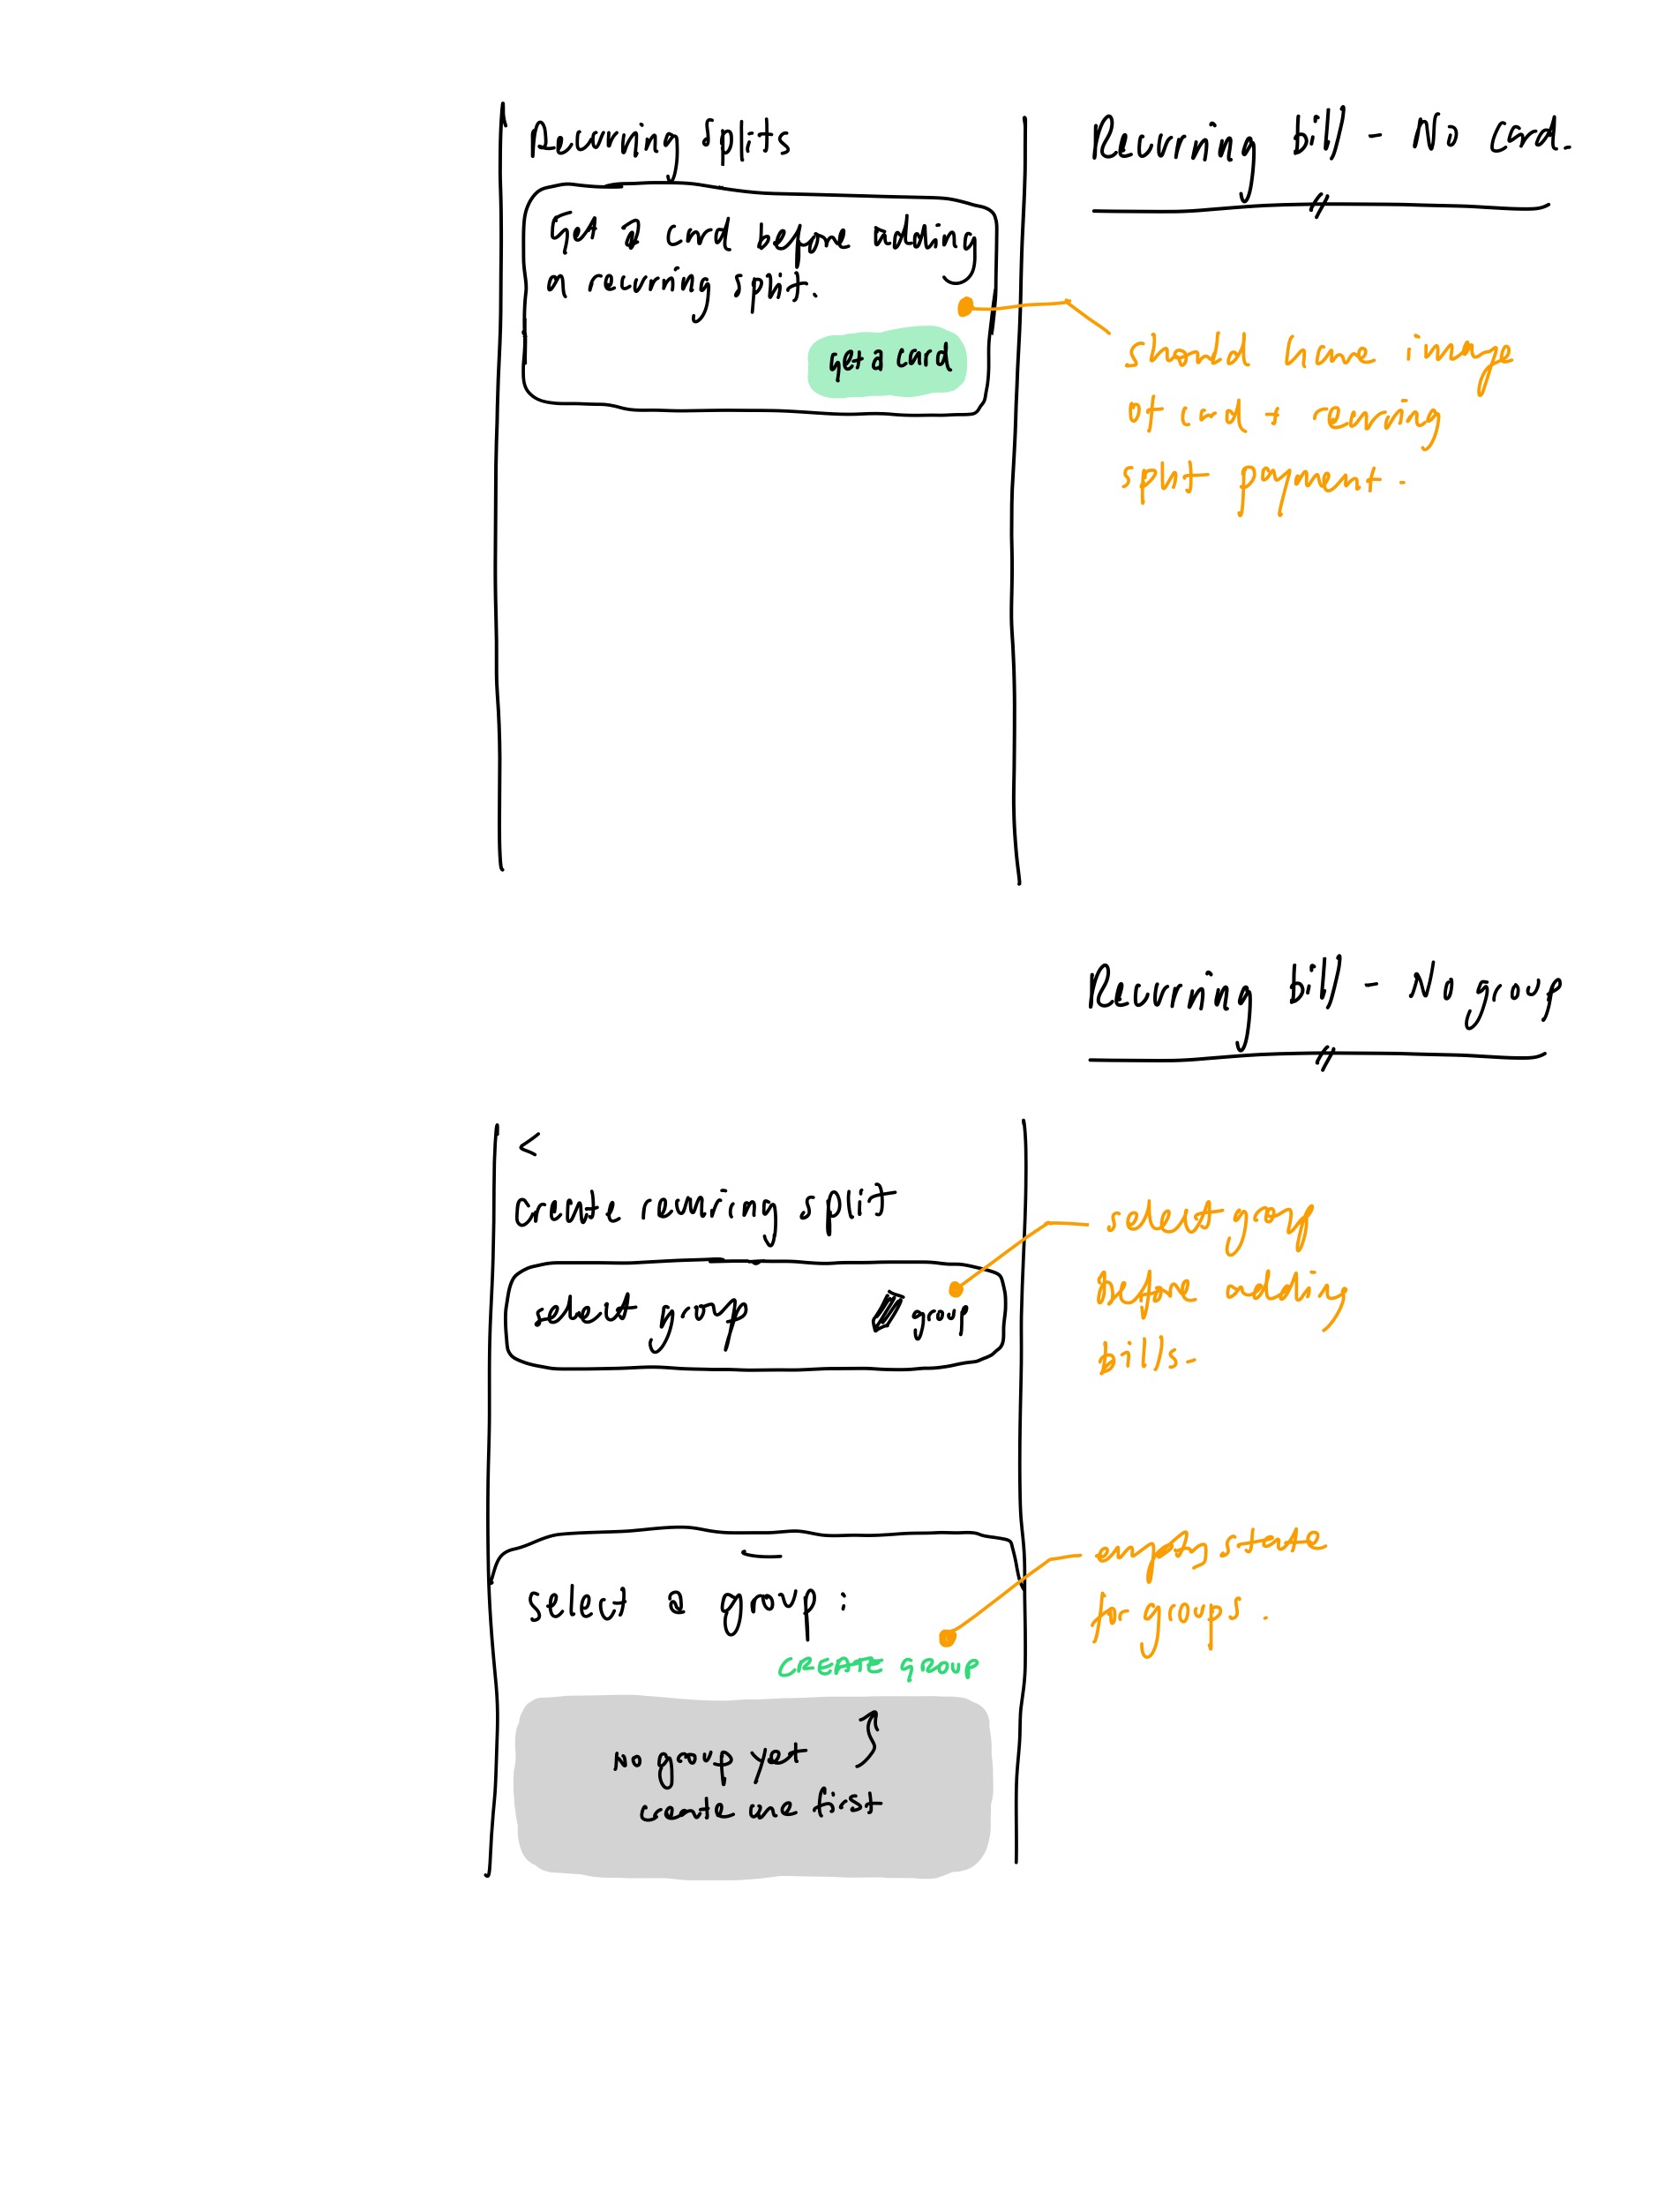 Recurring splits
Get a card before adding
a recurring split.
get a card
Recurring bill - No card.
should have image
of card + recurring
split payment.
Recurring bill - No group
<
create recurring split
select group
group
select group
before adding
bills.
select a group :
CREATE group
No group yet
create one first
empty state
for groups.